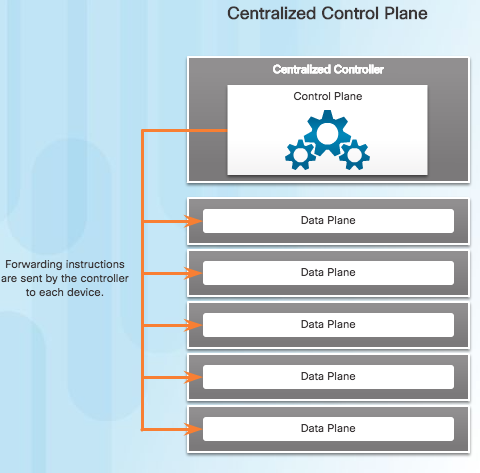 Centralized Control Plane
Centralized Controller
Control Plane
Data Plane
Data Plane
Forwarding instructions
are sent by the controller
to each device.
Data Plane
Data Plane
Data Plane